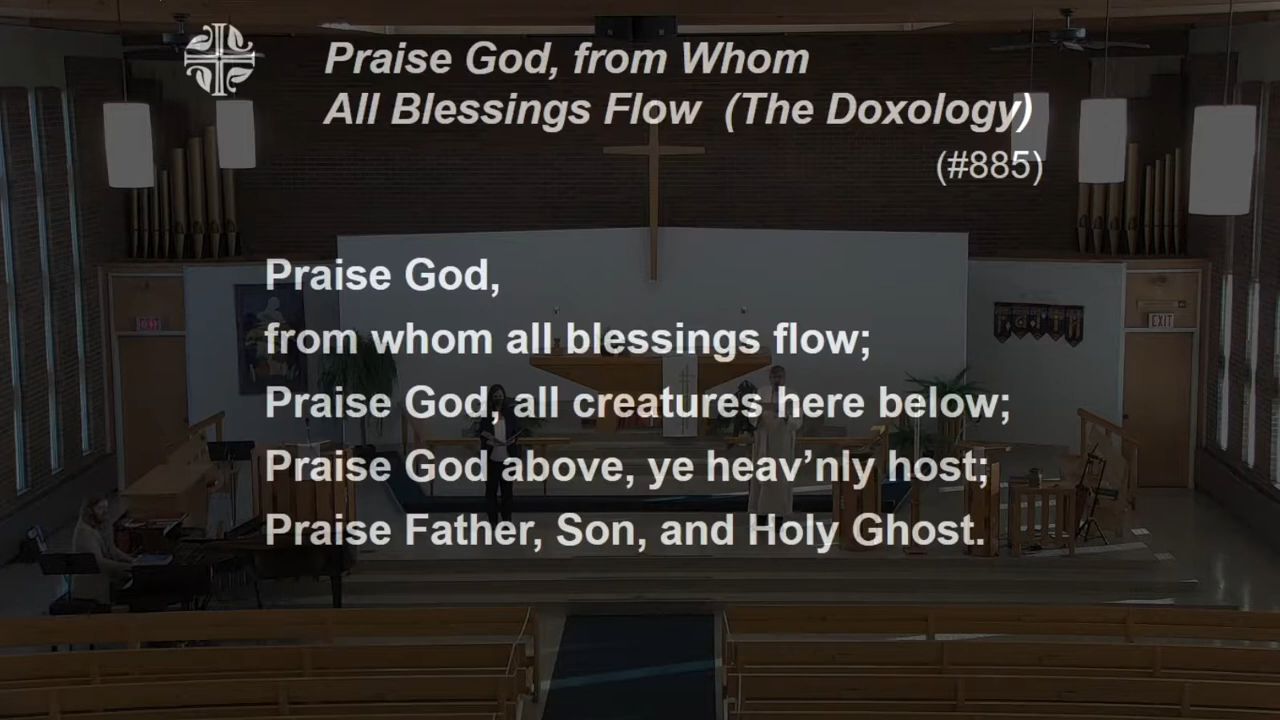 Praise God, from Whom
All Blessings Flow (The Doxology)
(#885)
Praise God,
from whom all blessings flow;
Praise God, all creatures here below;
Praise God above, ye heav’nly host;
Praise Father, Son, and Holy Ghost.
EXIT
EXIT
FAITH